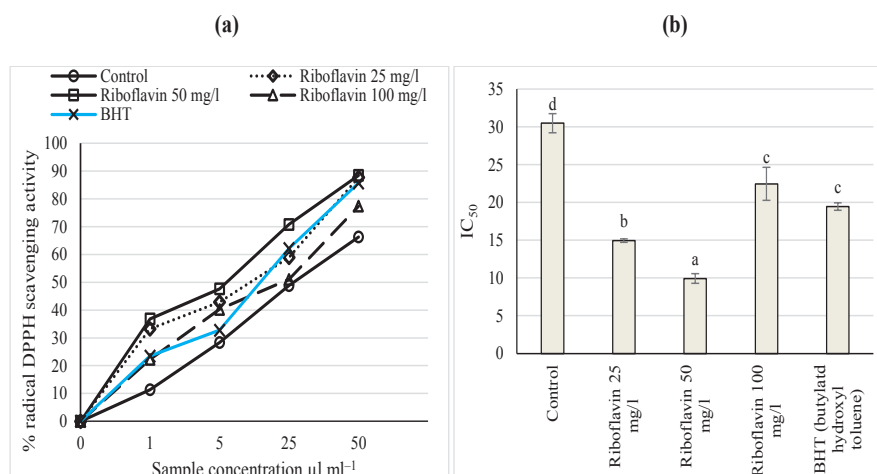 (a)
(b)
Control
Riboflavin 25 mg/l
Riboflavin 50 mg/l
Riboflavin 100 mg/l
BHT
% radical DPPH scavenging activity
100
90
80
70
60
50
40
30
20
10
0
0 1 5 25 50
Sample concentration µl ml⁻¹
IC₅₀
35
30
25
20
15
10
5
0
d
b
a
c
c
Control
Riboflavin 25
mg/l
Riboflavin 50
mg/l
Riboflavin 100
mg/l
BHT (butylatd
hydroxyl
toluene)